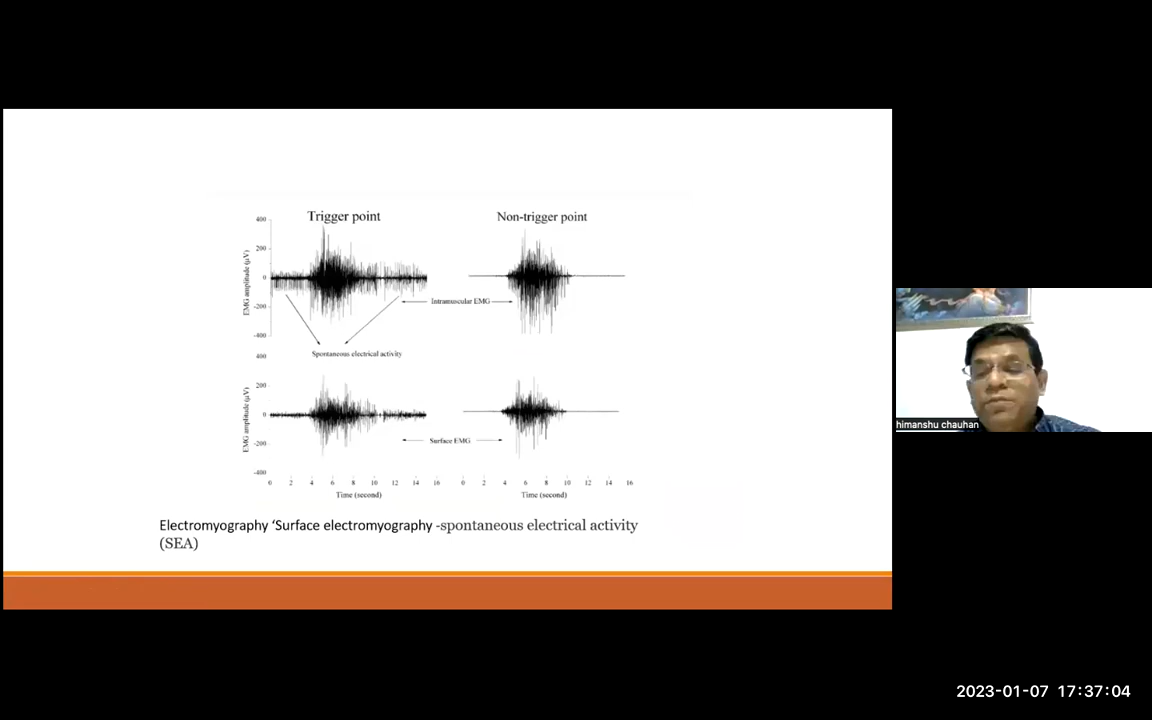 Trigger point
Non-trigger point
400
200
0
-200
-400
EMG amplitude (µV)
Intramuscular EMG
Spontaneous electrical activity
400
200
0
-200
-400
EMG amplitude (µV)
Surface EMG
0 2 4 6 8 10 12 14 16
0 2 4 6 8 10 12 14 16
Time (second)
Time (second)
Electromyography ‘Surface electromyography -spontaneous electrical activity
(SEA)
himanshu chauhan
2023-01-07 17:37:04